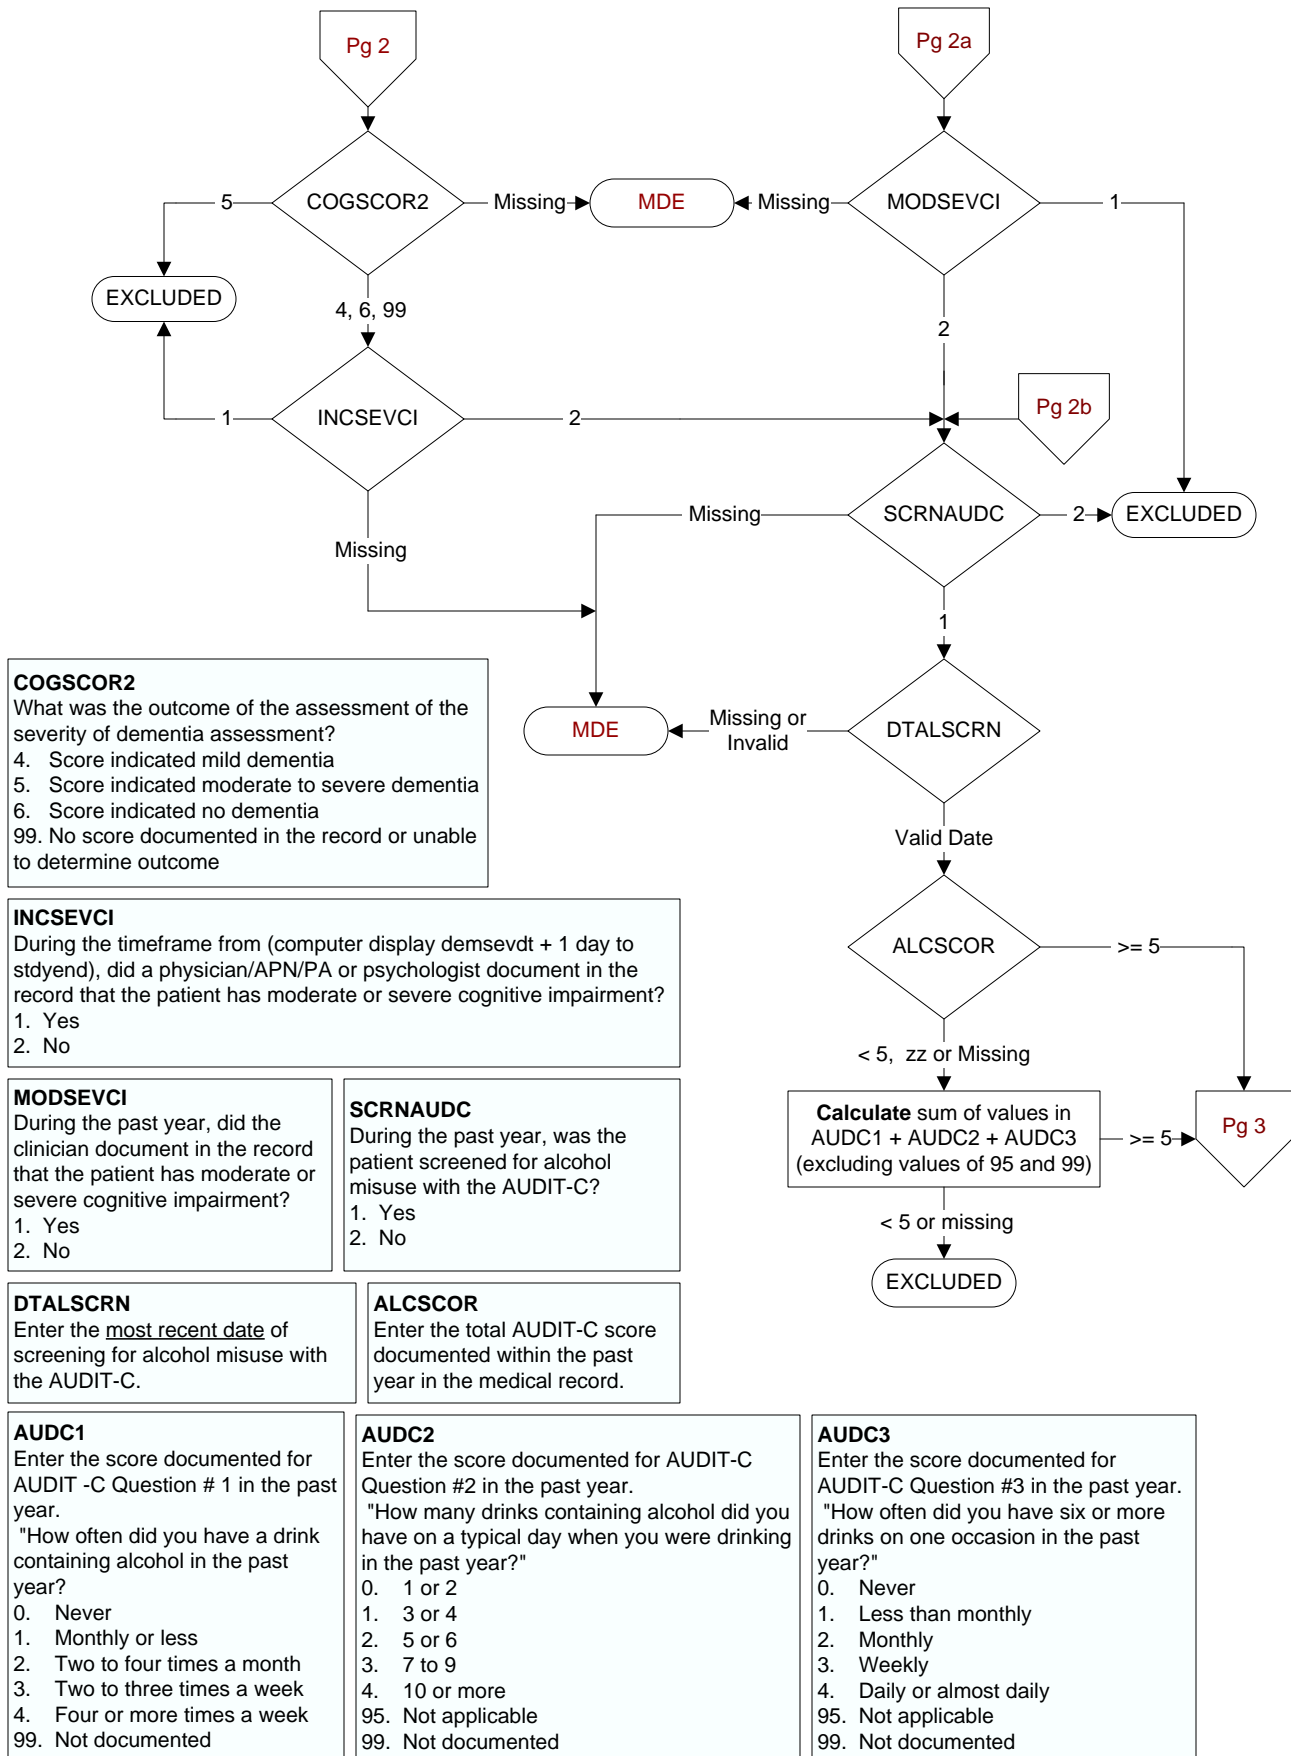 Pg 2
Pg 2a
COGSCOR2
5
Missing
MDE
Missing
MODSEVCI
1
EXCLUDED
4, 6, 99
2
Pg 2b
1
INCSEVCI
2
Missing
Missing
SCRNAUDC
2
EXCLUDED
1
MDE
Missing or
Invalid
DTALSCRN
Valid Date
ALCSCOR
>= 5
< 5, zz or Missing
Calculate sum of values in
AUDC1 + AUDC2 + AUDC3
(excluding values of 95 and 99)
>= 5
Pg 3
< 5 or missing
EXCLUDED
COGSCOR2
What was the outcome of the assessment of the
severity of dementia assessment?
4. Score indicated mild dementia
5. Score indicated moderate to severe dementia
6. Score indicated no dementia
99. No score documented in the record or unable
to determine outcome
INCSEVCI
During the timeframe from (computer display demsevdt + 1 day to
stdyend), did a physician/APN/PA or psychologist document in the
record that the patient has moderate or severe cognitive impairment?
1. Yes
2. No
MODSEVCI
During the past year, did the
clinician document in the record
that the patient has moderate or
severe cognitive impairment?
1. Yes
2. No
SCRNAUDC
During the past year, was the
patient screened for alcohol
misuse with the AUDIT-C?
1. Yes
2. No
DTALSCRN
Enter the most recent date of
screening for alcohol misuse with
the AUDIT-C.
ALCSCOR
Enter the total AUDIT-C score
documented within the past
year in the medical record.
AUDC1
Enter the score documented for
AUDIT -C Question # 1 in the past
year.
"How often did you have a drink
containing alcohol in the past
year?
0. Never
1. Monthly or less
2. Two to four times a month
3. Two to three times a week
4. Four or more times a week
99. Not documented
AUDC2
Enter the score documented for AUDIT-C
Question #2 in the past year.
"How many drinks containing alcohol did you
have on a typical day when you were drinking
in the past year?"
0. 1 or 2
1. 3 or 4
2. 5 or 6
3. 7 to 9
4. 10 or more
95. Not applicable
99. Not documented
AUDC3
Enter the score documented for
AUDIT-C Question #3 in the past year.
"How often did you have six or more
drinks on one occasion in the past
year?"
0. Never
1. Less than monthly
2. Monthly
3. Weekly
4. Daily or almost daily
95. Not applicable
99. Not documented